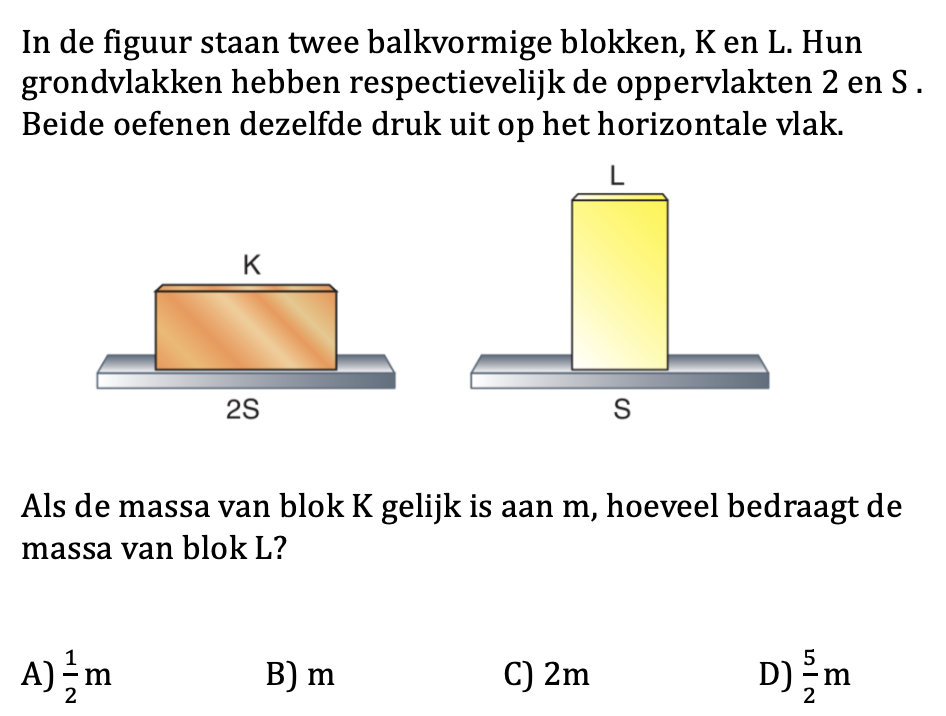 In de figuur staan twee balkvormige blokken, K en L. Hun
grondvlakken hebben respectievelijk de oppervlakten 2 en S .
Beide oefenen dezelfde druk uit op het horizontale vlak.
L
K
2S
S
Als de massa van blok K gelijk is aan m, hoeveel bedraagt de
massa van blok L?
A) 1/2 m B) m C) 2m D) 5/2 m